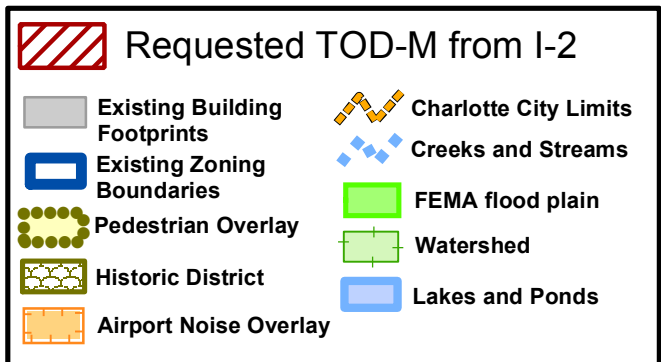 Requested TOD-M from I-2
Existing Building
Footprints
Existing Zoning
Boundaries
Pedestrian Overlay
Historic District
Airport Noise Overlay
Charlotte City Limits
Creeks and Streams
FEMA flood plain
Watershed
Lakes and Ponds